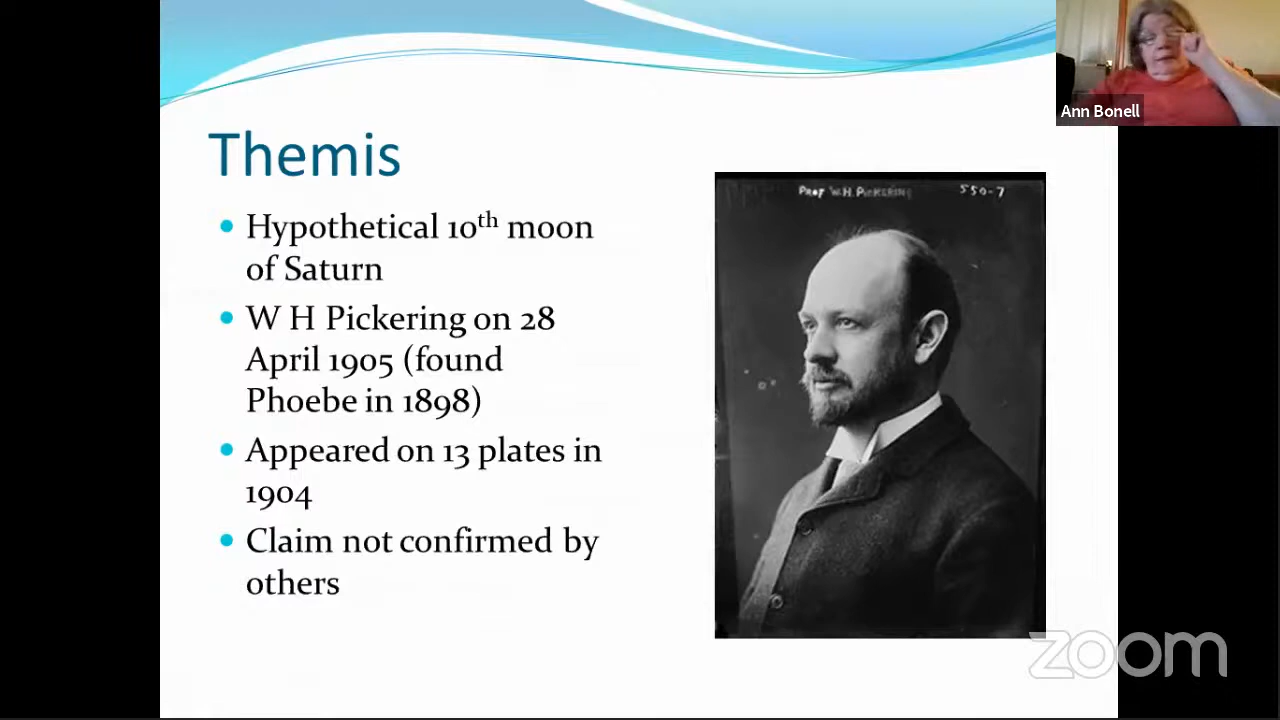 Ann Bonell
Themis
Hypothetical 10th moon
of Saturn
W H Pickering on 28
April 1905 (found
Phoebe in 1898)
Appeared on 13 plates in
1904
Claim not confirmed by
others
PROF W.H. PICKERING 550-7
zoom